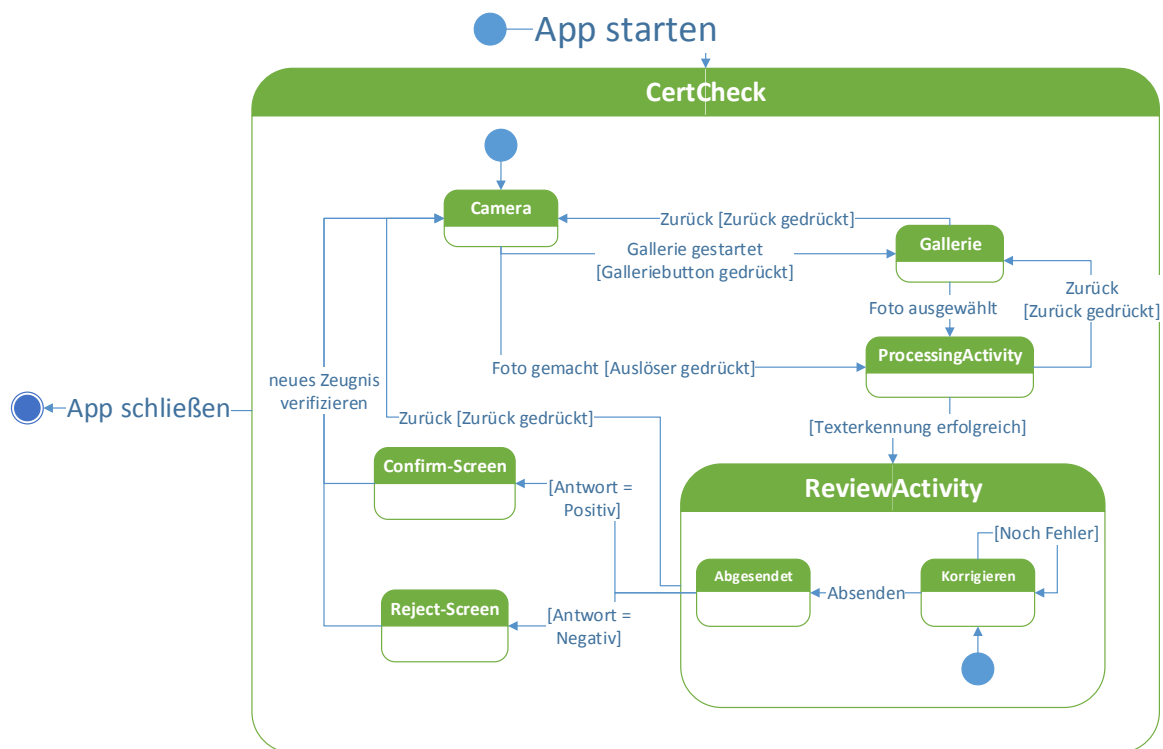 App starten
CertCheck
Camera
Zurück [Zurück gedrückt]
Gallerie
Gallerie gestartet
[Galleriebutton gedrückt]
Zurück
[Zurück gedrückt]
Foto ausgewählt
ProcessingActivity
Foto gemacht [Auslöser gedrückt]
neues Zeugnis
verifizieren
App schließen
Zurück [Zurück gedrückt]
[Texterkennung erfolgreich]
Confirm-Screen
ReviewActivity
[Antwort =
Positiv]
[Noch Fehler]
Abgesendet
Korrigieren
Absenden
Reject-Screen
[Antwort =
Negativ]